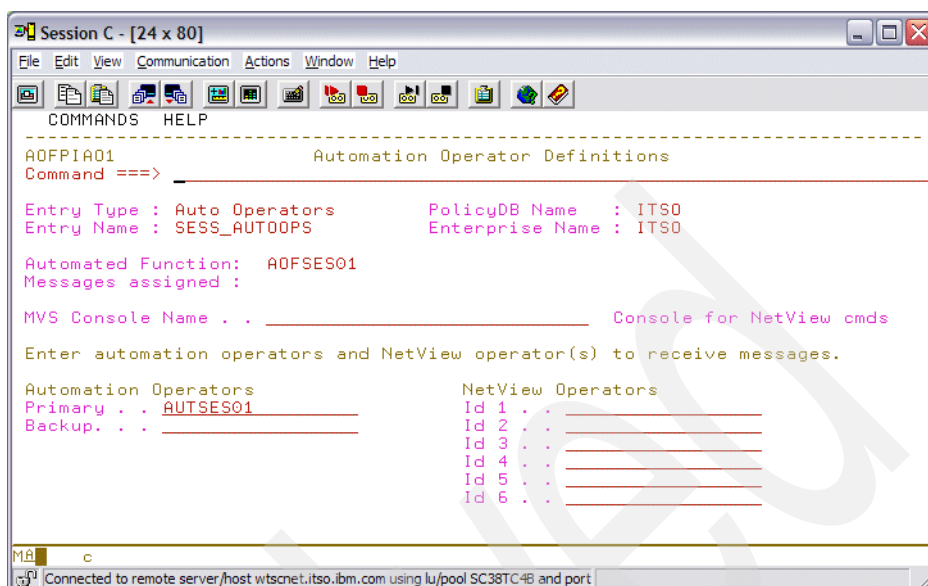 Session C - [24 x 80]
File Edit View Communication Actions Window Help
COMMANDS HELP
AOFPIA01 Automation Operator Definitions
Command ===>
Entry Type : Auto Operators PolicyDB Name : ITSO
Entry Name : SESS_AUTOOPS Enterprise Name : ITSO
Automated Function: AOFSES01
Messages assigned :
MVS Console Name . . Console for NetView cmds
Enter automation operators and NetView operator(s) to receive messages.
Automation Operators NetView Operators
Primary . . AUTSES01 Id 1 . .
Backup. . . Id 2 . .
Id 3 . .
Id 4 . .
Id 5 . .
Id 6 . .
MA c
Connected to remote server/host wtscnet.itso.ibm.com using lu/pool SC38TC4B and port